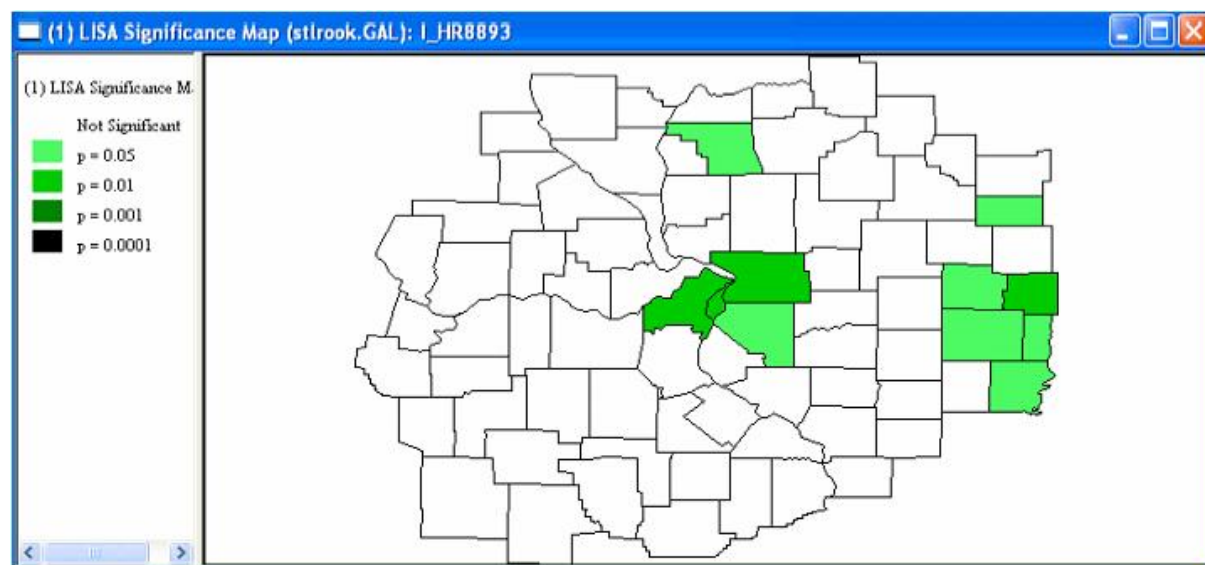 (1) LISA Significance Map (stlrook.GAL): I_HR8893
(1) LISA Significance M
Not Significant
p = 0.05
p = 0.01
p = 0.001
p = 0.0001